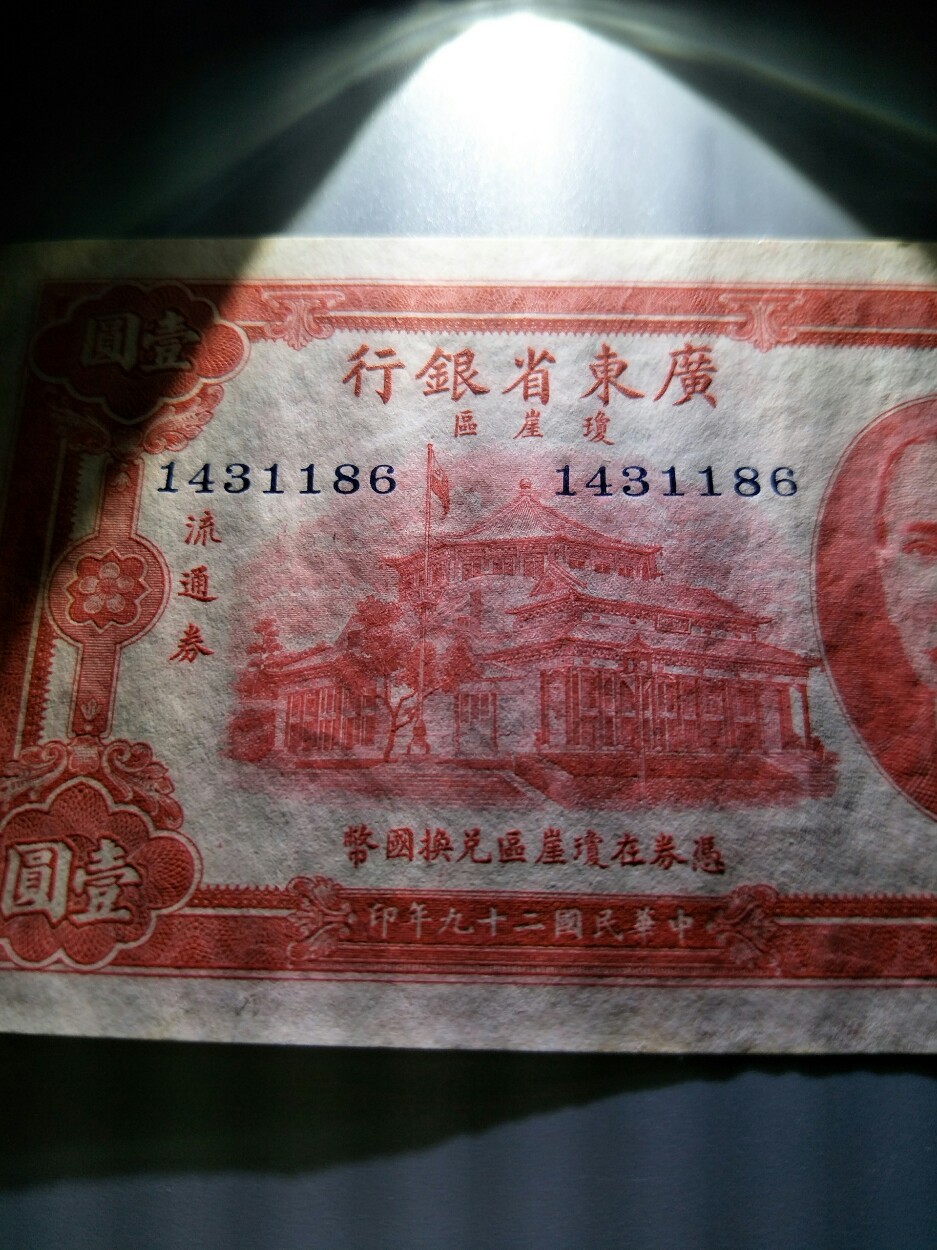 圓壹
廣東省銀行
瓊崖區
1431186 1431186
流通券
憑券在瓊崖區兑換國幣
圓壹
中華民國二十九年印